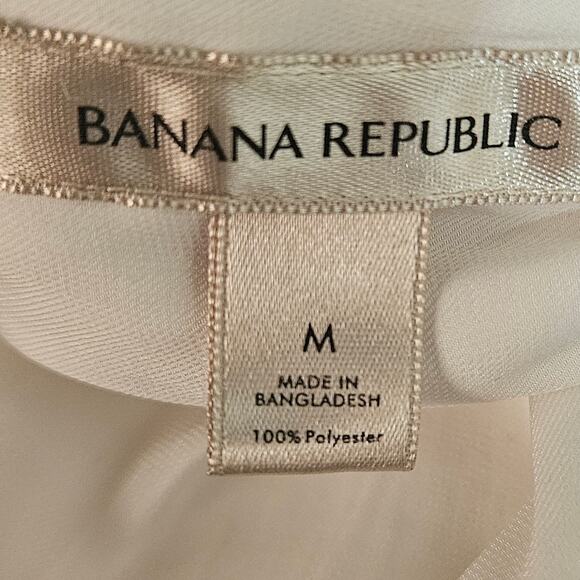 BANANA REPUBLIC
M
MADE IN
BANGLADESH
100% Polyester